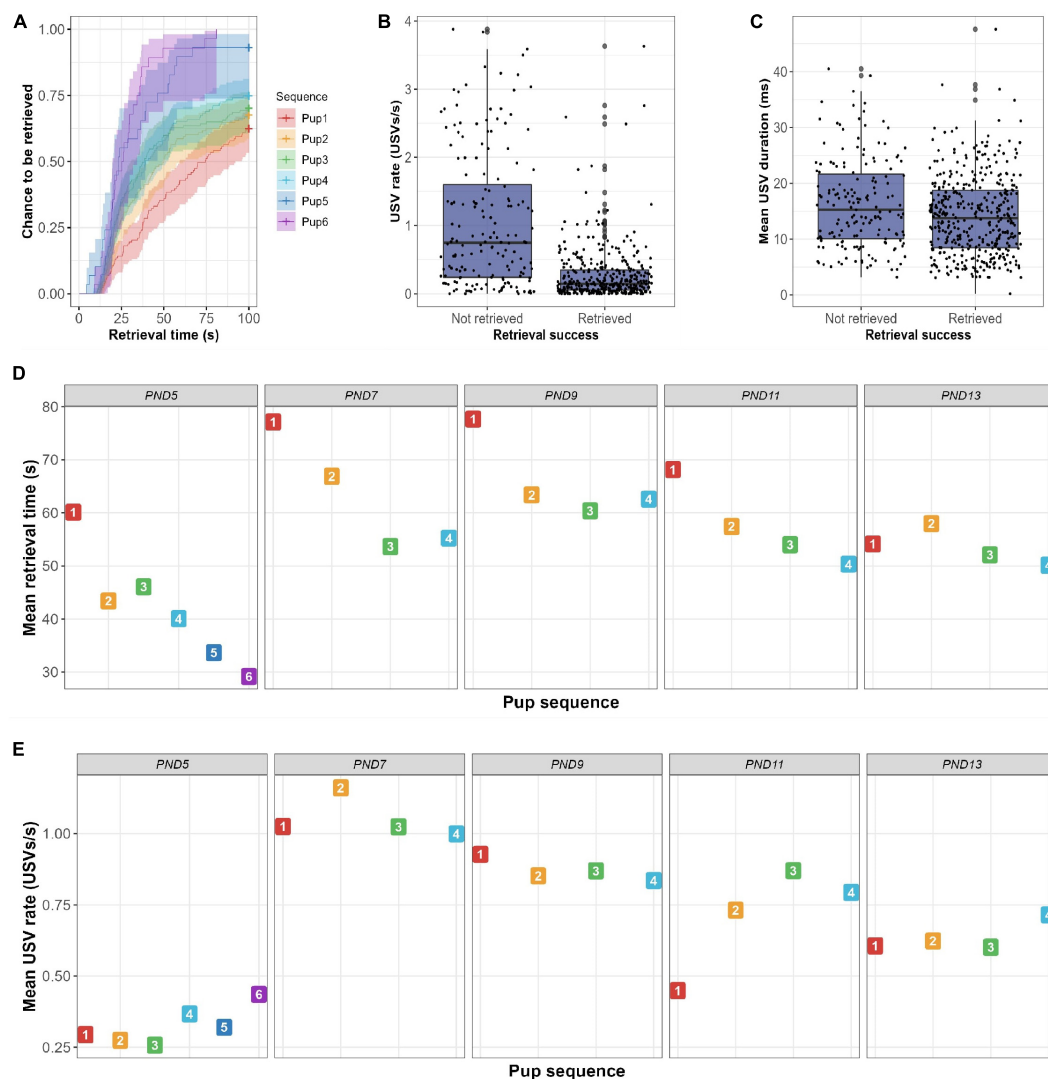 A
Chance to be retrieved
1.00
0.75
0.50
0.25
0.00
0 25 50 75 100
Retrieval time (s)
Sequence
Pup1
Pup2
Pup3
Pup4
Pup5
Pup6
B
USV rate (USVs/s)
4
3
2
1
0
Not retrieved Retrieved
Retrieval success
C
Mean USV duration (ms)
40
30
20
10
0
Not retrieved Retrieved
Retrieval success
D
PND5 PND7 PND9 PND11 PND13
Mean retrieval time (s)
80
70
60
50
40
30
1 2 3 4 5 6
1 2 3 4
1 2 3 4
1 2 3 4
1 2 3 4
Pup sequence
E
PND5 PND7 PND9 PND11 PND13
Mean USV rate (USVs/s)
1.00
0.75
0.50
0.25
1 2 3 4 5 6
1 2 3 4
1 2 3 4
1 2 3 4
1 2 3 4
Pup sequence